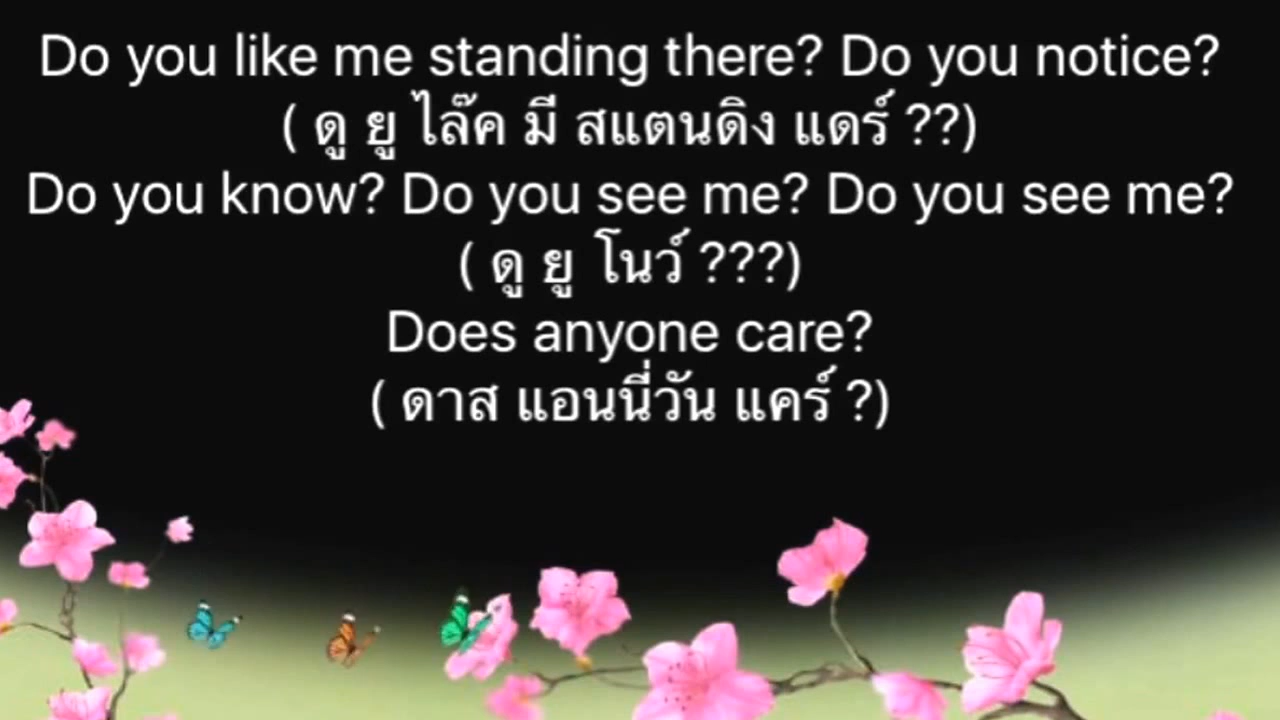 Do you like me standing there? Do you notice?
( ดู ยู ไล๊ค มี สแตนดิง แดร์ ??)
Do you know? Do you see me? Do you see me?
( ดู ยู โนว์ ???)
Does anyone care?
( ดาส แอนนี่วัน แคร์ ?)